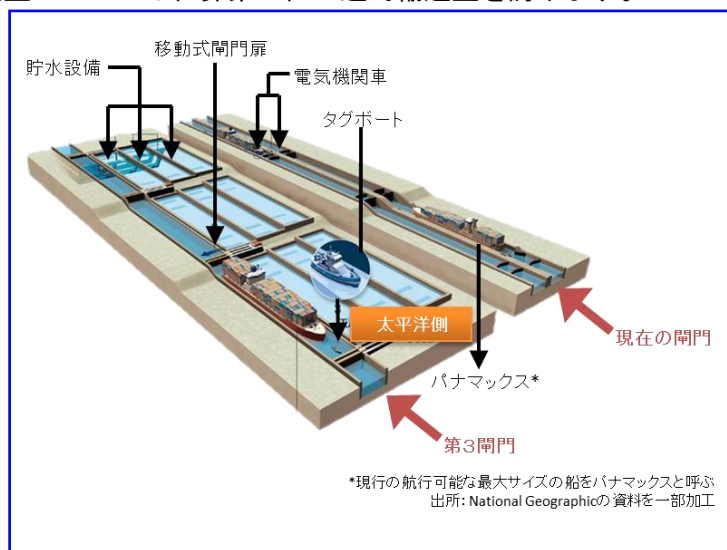 移動式閘門扉
貯水設備
電気機関車
タグボート
太平洋側
現在の閘門
パナマックス*
第3閘門
*現行の航行可能な最大サイズの船をパナマックスと呼ぶ
出所: National Geographicの資料を一部加工